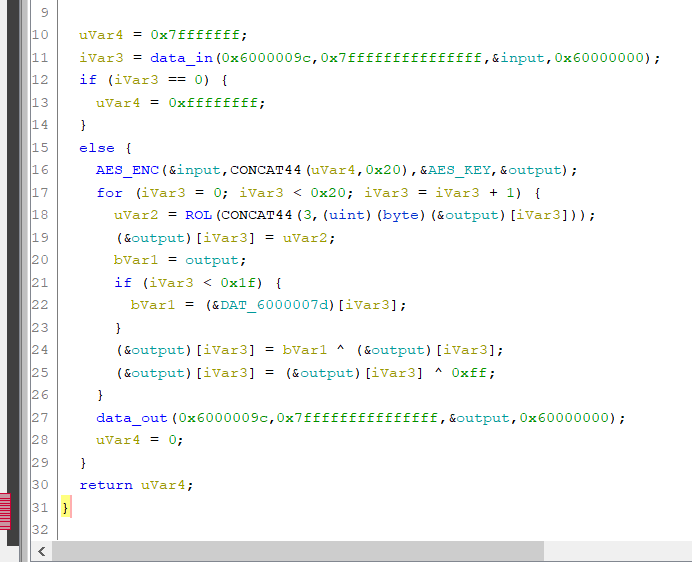 9
10 uVar4 = 0x7fffffff;
11 iVar3 = data_in(0x6000009c,0x7fffffffffffffff,&input,0x60000000);
12 if (iVar3 == 0) {
13 uVar4 = 0xffffffff;
14 }
15 else {
16 AES_ENC(&input,CONCAT44(uVar4,0x20),&AES_KEY,&output);
17 for (iVar3 = 0; iVar3 < 0x20; iVar3 = iVar3 + 1) {
18 uVar2 = ROL(CONCAT44(3,(uint)(byte)(&output)[iVar3]));
19 (&output)[iVar3] = uVar2;
20 bVar1 = output;
21 if (iVar3 < 0x1f) {
22 bVar1 = (&DAT_6000007d)[iVar3];
23 }
24 (&output)[iVar3] = bVar1 ^ (&output)[iVar3];
25 (&output)[iVar3] = (&output)[iVar3] ^ 0xff;
26 }
27 data_out(0x6000009c,0x7fffffffffffffff,&output,0x60000000);
28 uVar4 = 0;
29 }
30 return uVar4;
31 }
32